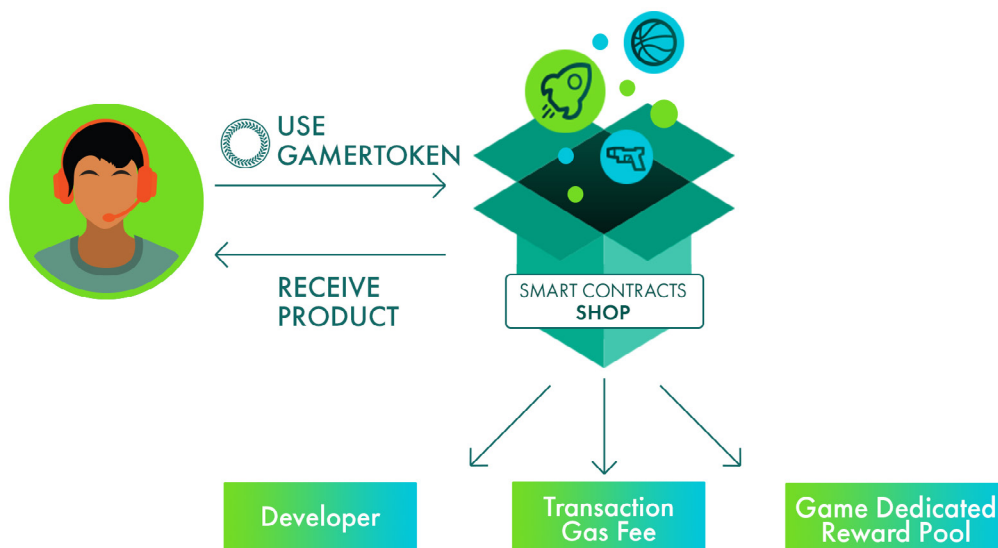 USE
GAMERTOKEN
RECEIVE
PRODUCT
SMART CONTRACTS
SHOP
Developer
Transaction
Gas Fee
Game Dedicated
Reward Pool